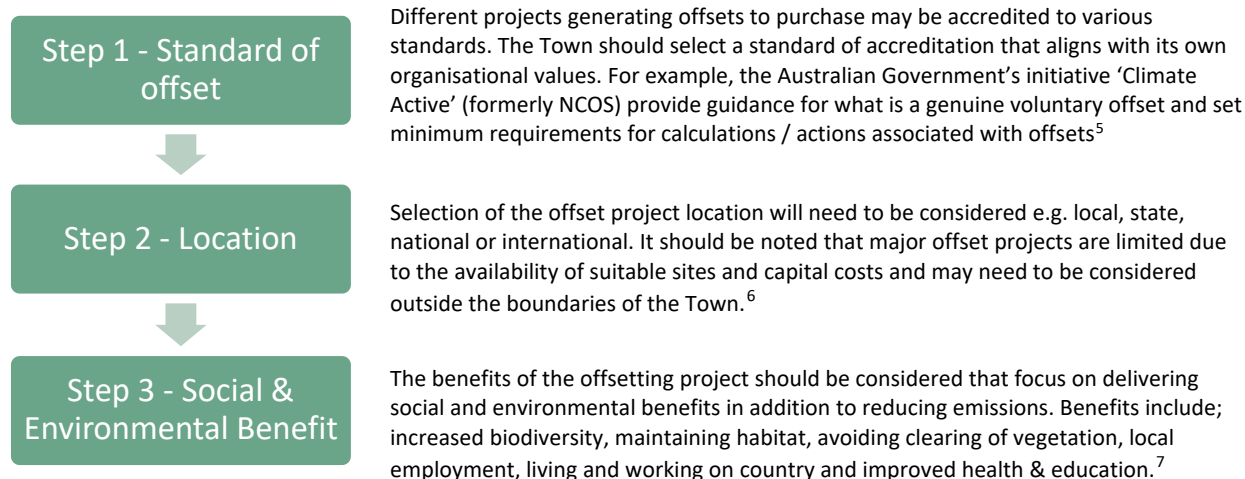 Step 1 - Standard of
offset
Different projects generating offsets to purchase may be accredited to various
standards. The Town should select a standard of accreditation that aligns with its own
organisational values. For example, the Australian Government’s initiative ‘Climate
Active’ (formerly NCOS) provide guidance for what is a genuine voluntary offset and set
minimum requirements for calculations / actions associated with offsets⁵
Step 2 - Location
Selection of the offset project location will need to be considered e.g. local, state,
national or international. It should be noted that major offset projects are limited due
to the availability of suitable sites and capital costs and may need to be considered
outside the boundaries of the Town.⁶
Step 3 - Social &
Environmental Benefit
The benefits of the offsetting project should be considered that focus on delivering
social and environmental benefits in addition to reducing emissions. Benefits include;
increased biodiversity, maintaining habitat, avoiding clearing of vegetation, local
employment, living and working on country and improved health & education.⁷